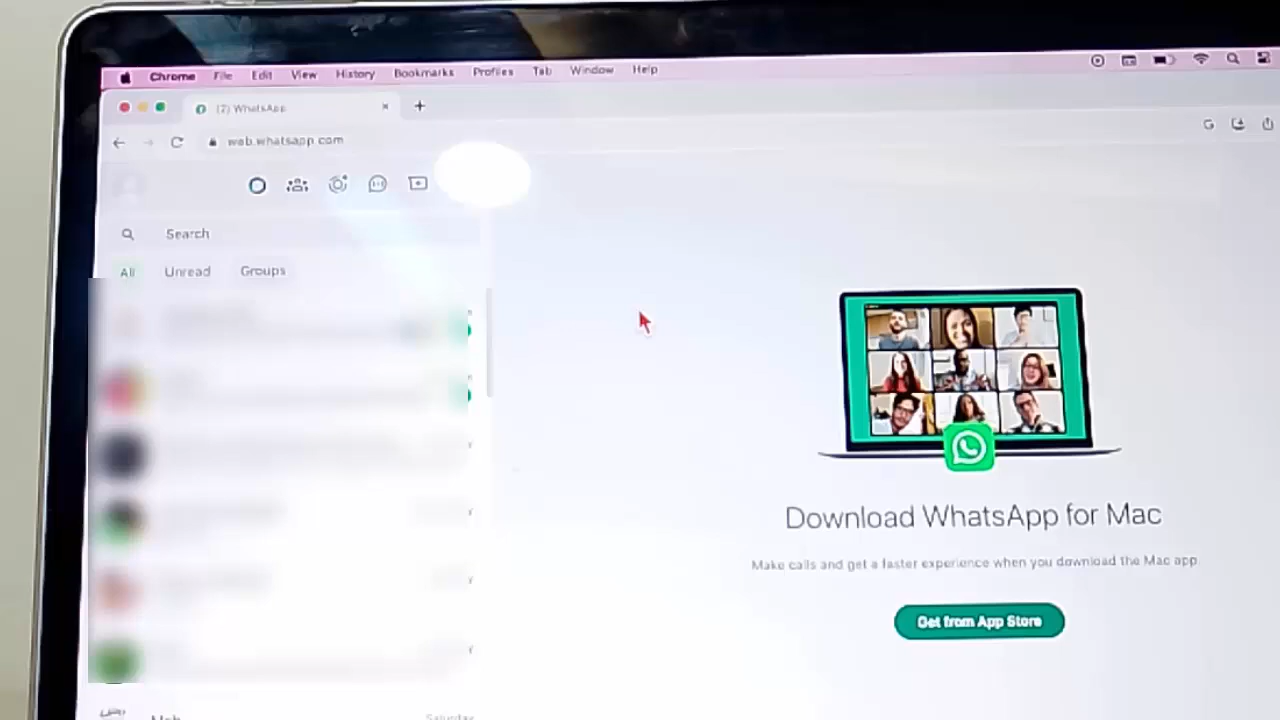 Chrome File Edit View History Bookmarks Profiles Tab Window Help
(2) WhatsApp
web.whatsapp.com
Search
All Unread Groups
Download WhatsApp for Mac
Make calls and get a faster experience when you download the Mac app.
Get from App Store
Saturday